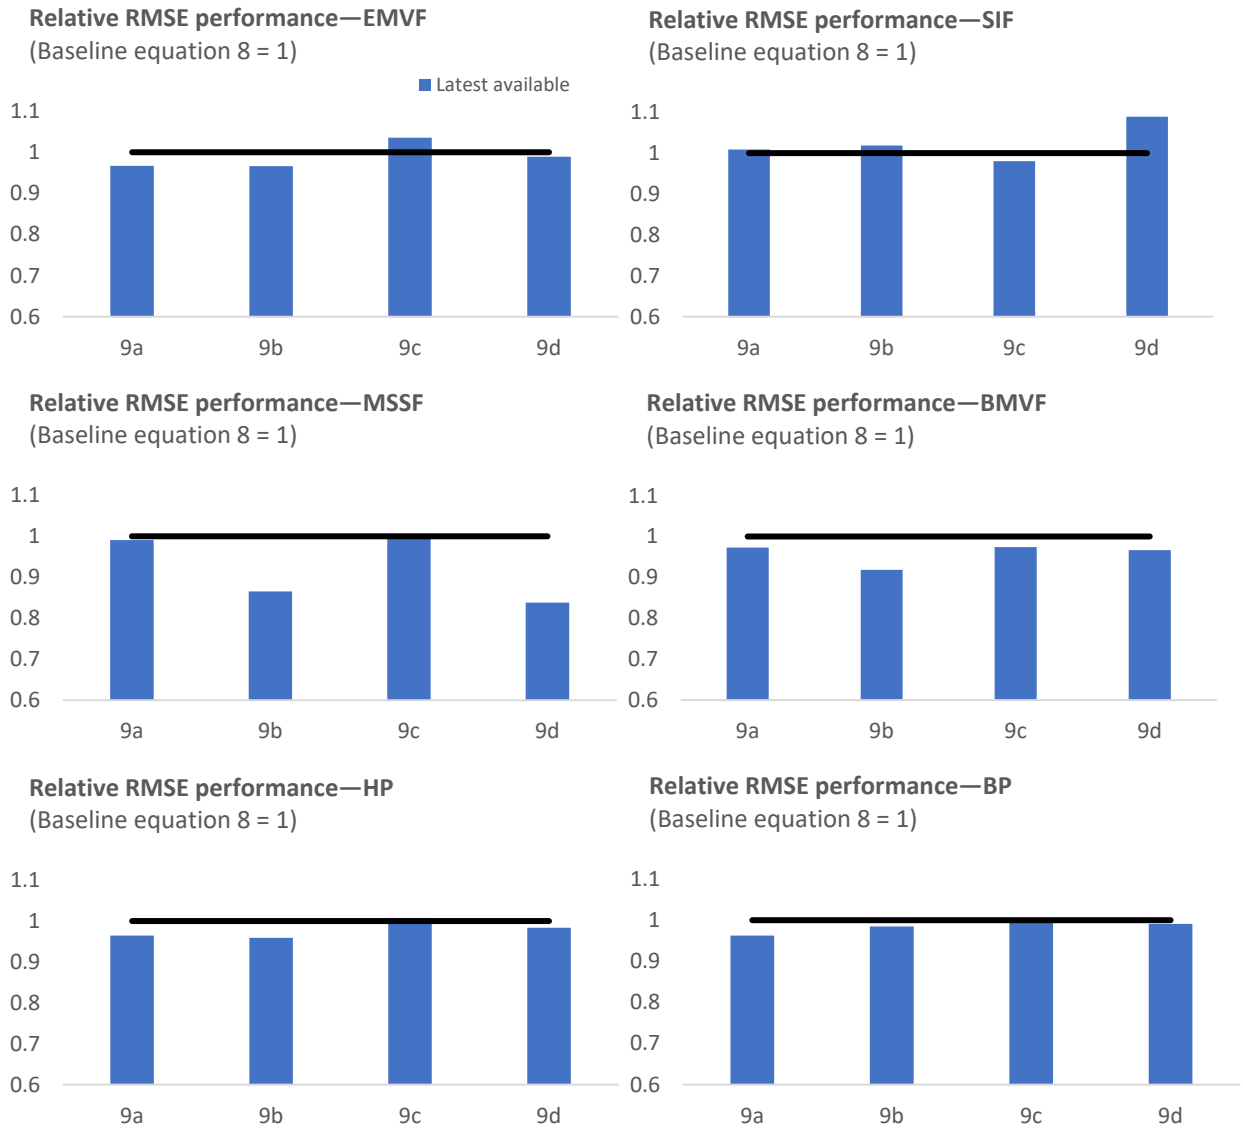 Relative RMSE performance—EMVF
(Baseline equation 8 = 1)
Latest available
1.1
1
0.9
0.8
0.7
0.6
9a 9b 9c 9d
Relative RMSE performance—SIF
(Baseline equation 8 = 1)
1.1
1
0.9
0.8
0.7
0.6
9a 9b 9c 9d
Relative RMSE performance—MSSF
(Baseline equation 8 = 1)
1.1
1
0.9
0.8
0.7
0.6
9a 9b 9c 9d
Relative RMSE performance—BMVF
(Baseline equation 8 = 1)
1.1
1
0.9
0.8
0.7
0.6
9a 9b 9c 9d
Relative RMSE performance—HP
(Baseline equation 8 = 1)
1.1
1
0.9
0.8
0.7
0.6
9a 9b 9c 9d
Relative RMSE performance—BP
(Baseline equation 8 = 1)
1.1
1
0.9
0.8
0.7
0.6
9a 9b 9c 9d